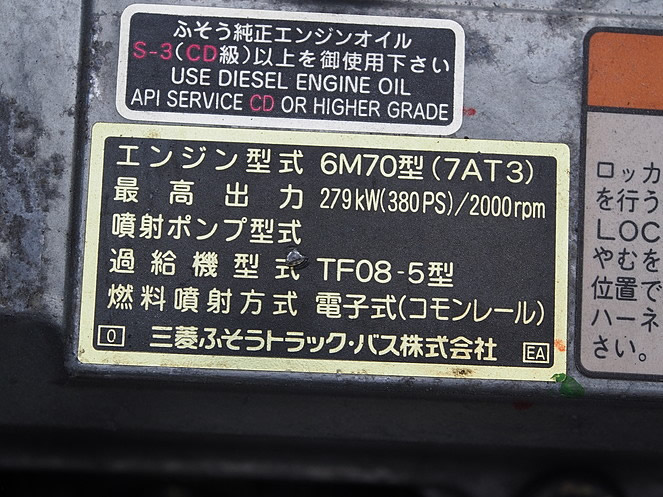 ふそう純正エンジンオイル
S-3(CD級)以上を御使用下さい
USE DIESEL ENGINE OIL
API SERVICE CD OR HIGHER GRADE
エンジン型式 6M70型(7AT3)
最高出力 279kW(380PS)/2000rpm
噴射ポンプ型式
過給機型式 TF08-5型
燃料噴射方式 電子式(コモンレール)
0 三菱ふそうトラック・バス株式会社 EA
ロッカ
を行う
LOC
やむを
位置で
ハーネ
さい。